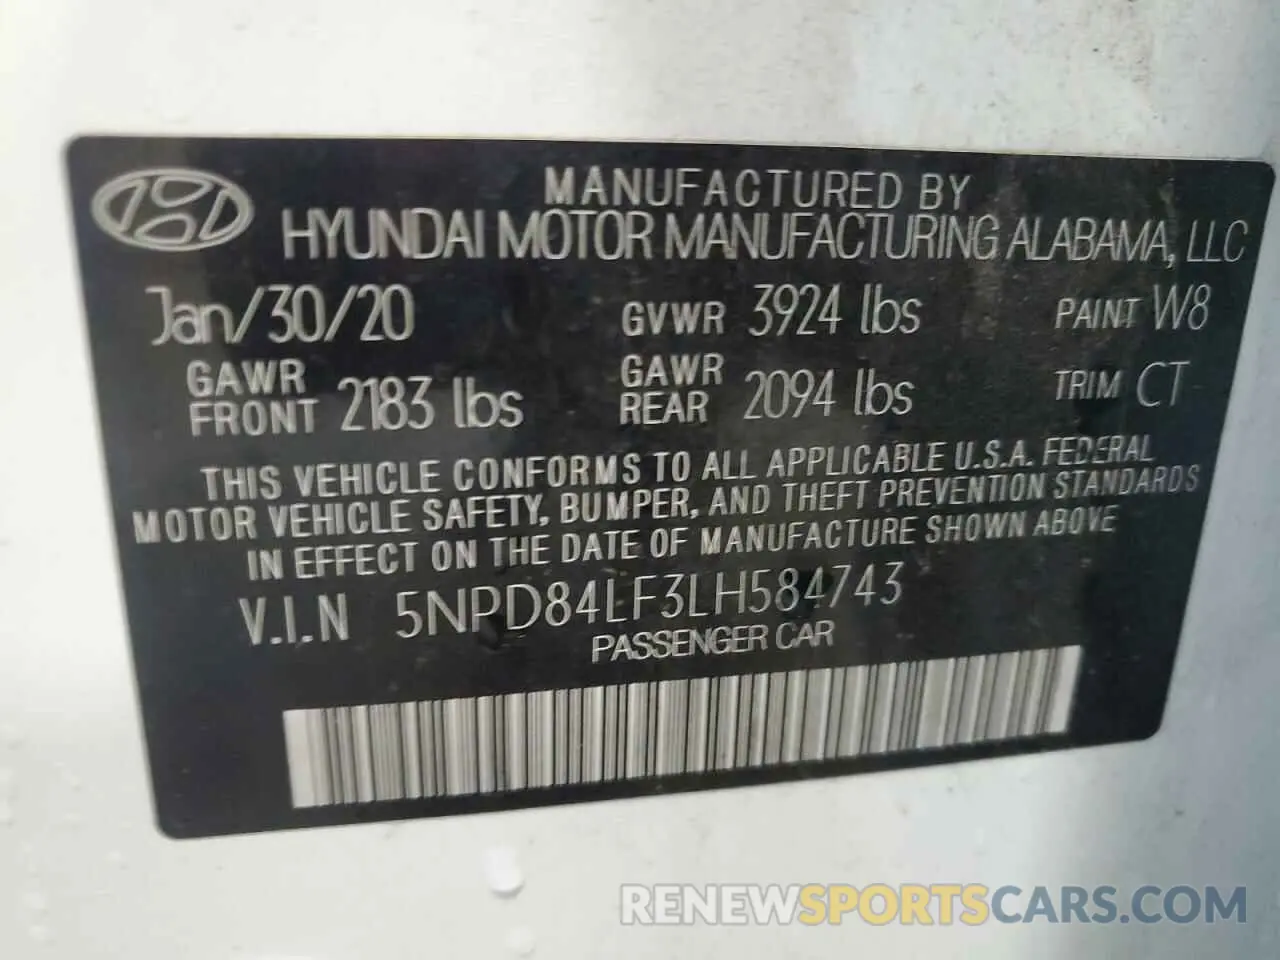 MANUFACTURED BY
HYUNDAI MOTOR MANUFACTURING ALABAMA, LLC
Jan/30/20 GVWR 3924 lbs PAINT W8
GAWR FRONT 2183 lbs GAWR REAR 2094 lbs TRIM CT
THIS VEHICLE CONFORMS TO ALL APPLICABLE U.S.A. FEDERAL
MOTOR VEHICLE SAFETY, BUMPER, AND THEFT PREVENTION STANDARDS
IN EFFECT ON THE DATE OF MANUFACTURE SHOWN ABOVE
V.I.N 5NPD84LF3LH584743
PASSENGER CAR
RENEWSPORTSCARS.COM